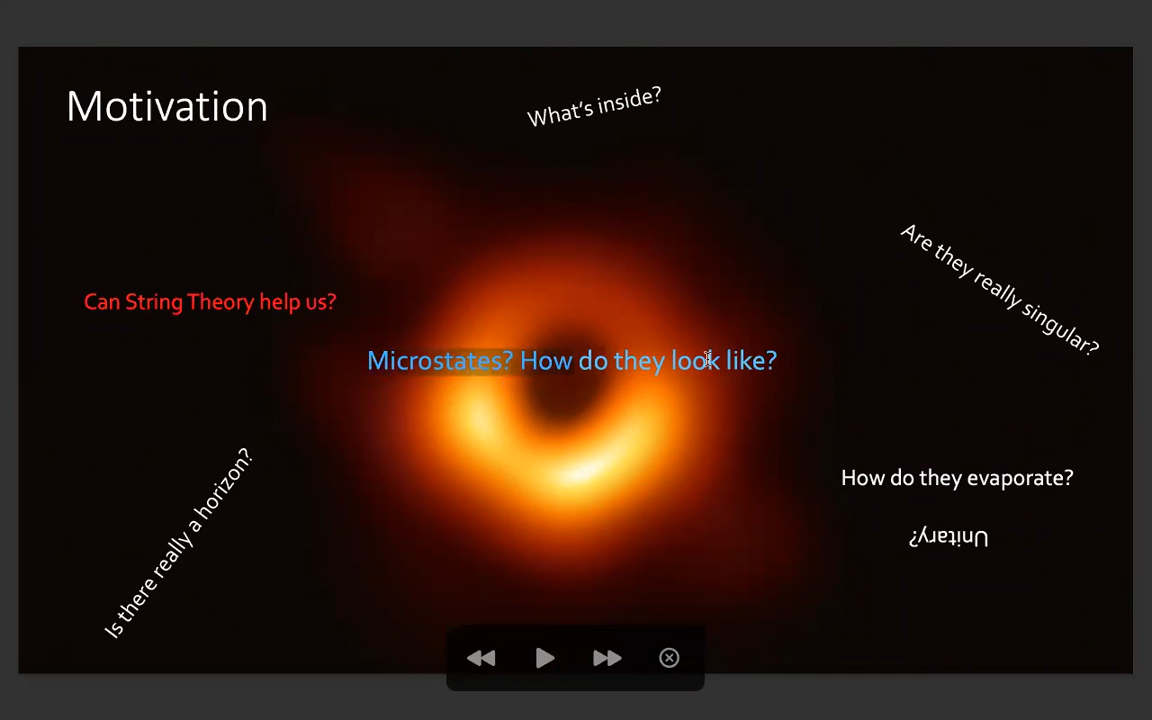 Motivation
What's inside?
Are they really singular?
Can String Theory help us?
Microstates? How do they look like?
Is there really a horizon?
How do they evaporate?
Unitary?